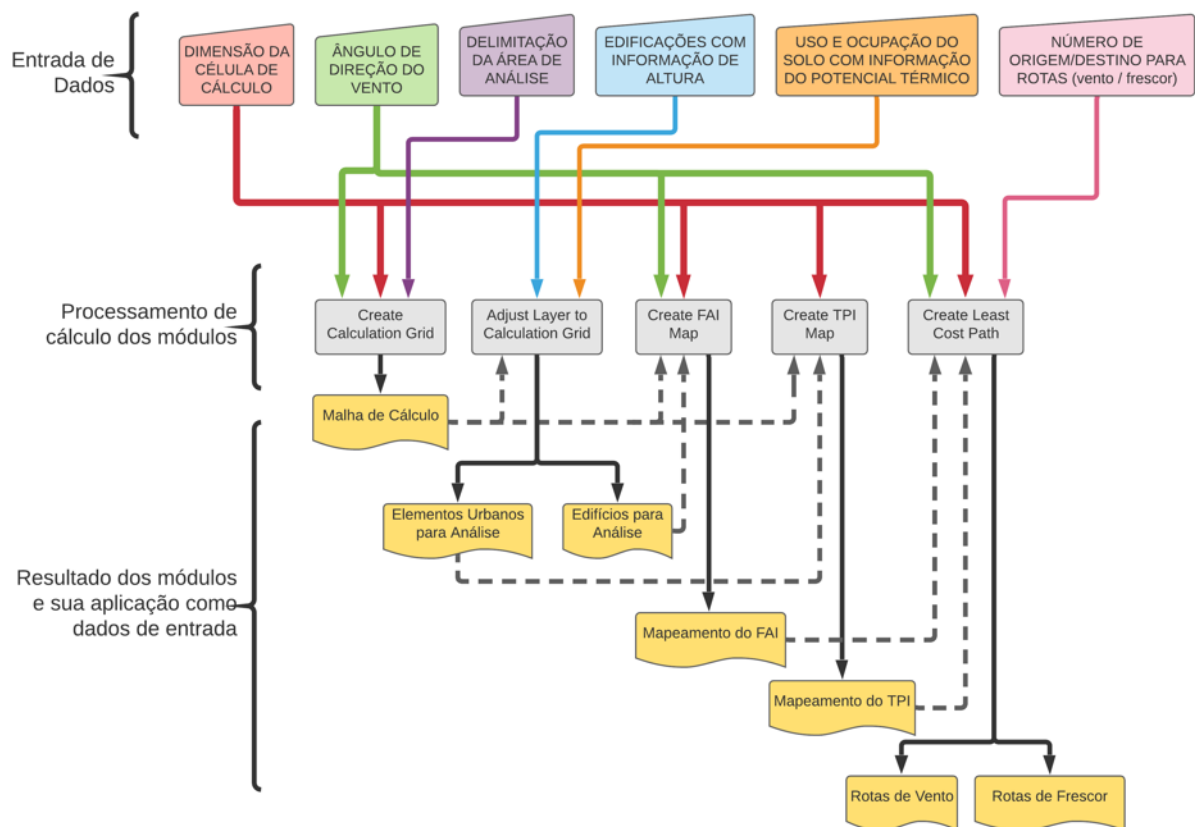 Entrada de
Dados
DIMENSÃO DA
CÉLULA DE
CÁLCULO
ÂNGULO DE
DIREÇÃO DO
VENTO
DELIMITAÇÃO
DA ÁREA DE
ANÁLISE
EDIFICAÇÕES COM
INFORMAÇÃO DE
ALTURA
USO E OCUPAÇÃO DO
SOLO COM INFORMAÇÃO
DO POTENCIAL TÉRMICO
NÚMERO DE
ORIGEM/DESTINO PARA
ROTAS (vento / frescor)
Processamento de
cálculo dos módulos
Create
Calculation Grid
Adjust Layer to
Calculation Grid
Create FAI
Map
Create TPI
Map
Create Least
Cost Path
Resultado dos módulos
e sua aplicação como
dados de entrada
Malha de Cálculo
Elementos Urbanos
para Análise
Edifícios para
Análise
Mapeamento do FAI
Mapeamento do TPI
Rotas de Vento
Rotas de Frescor